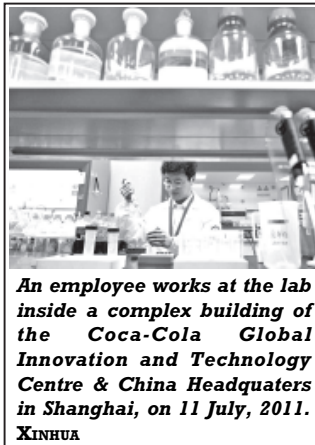 An employee works at the lab
inside a complex building of
the Coca-Cola Global
Innovation and Technology
Centre & China Headquaters
in Shanghai, on 11 July, 2011.
XINHUA